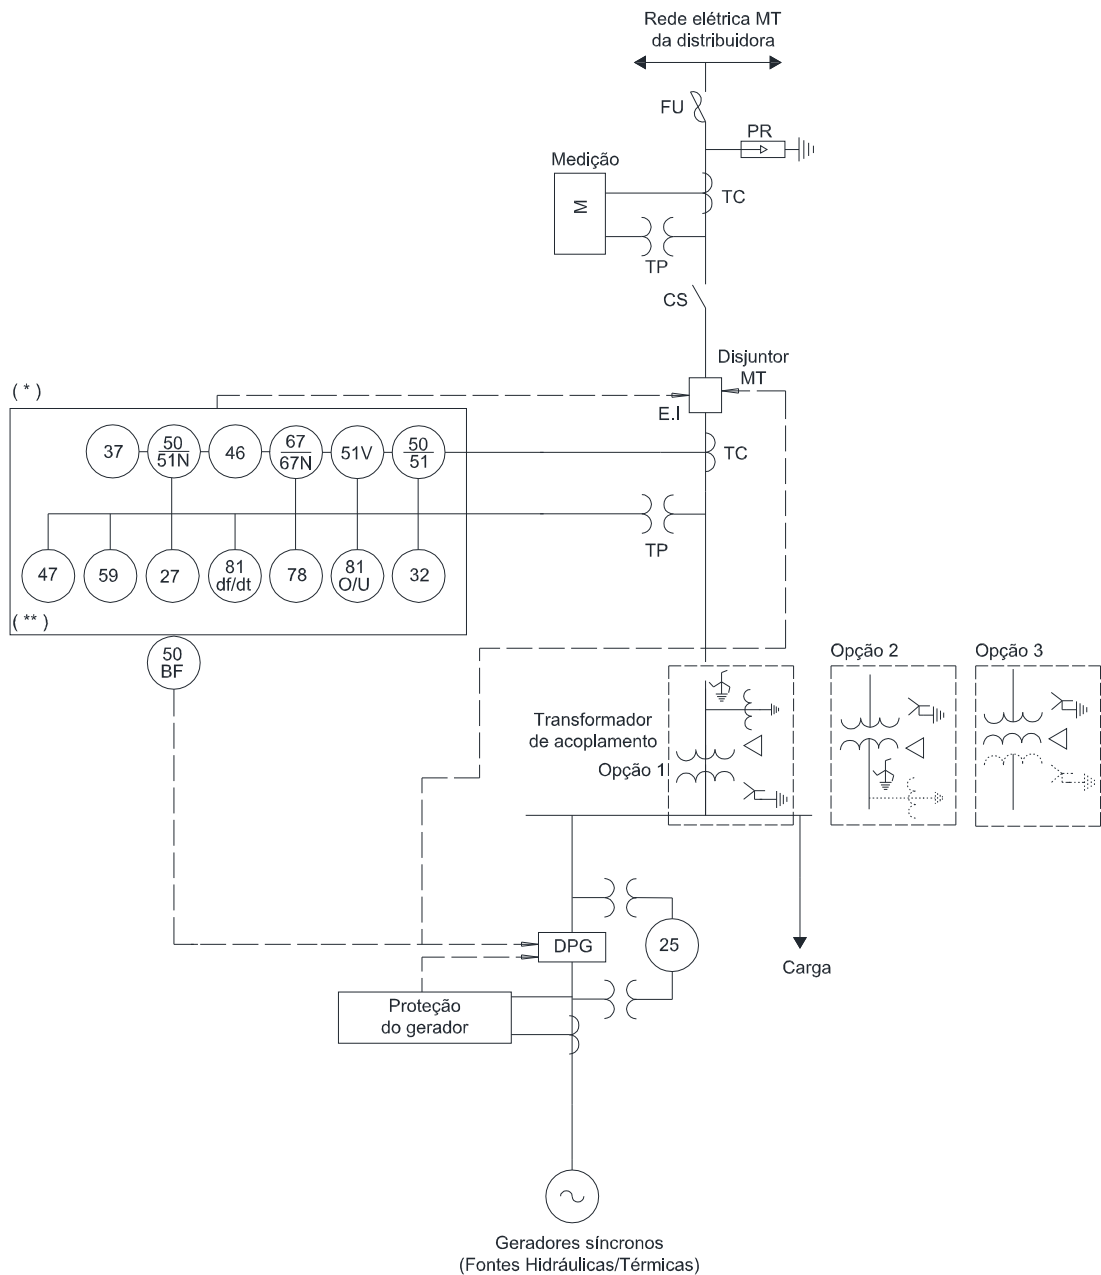 Rede elétrica MT
da distribuidora
FU
PR
Medição
M
TC
TP
CS
Disjuntor
MT
( * )
E.I
37
50
51N
46
67
67N
51V
50
51
TC
TP
47
59
27
81
df/dt
78
81
O/U
32
( ** )
50
BF
Opção 2
Opção 3
Transformador
de acoplamento
Opção 1
DPG
25
Carga
Proteção
do gerador
Geradores síncronos
(Fontes Hidráulicas/Térmicas)